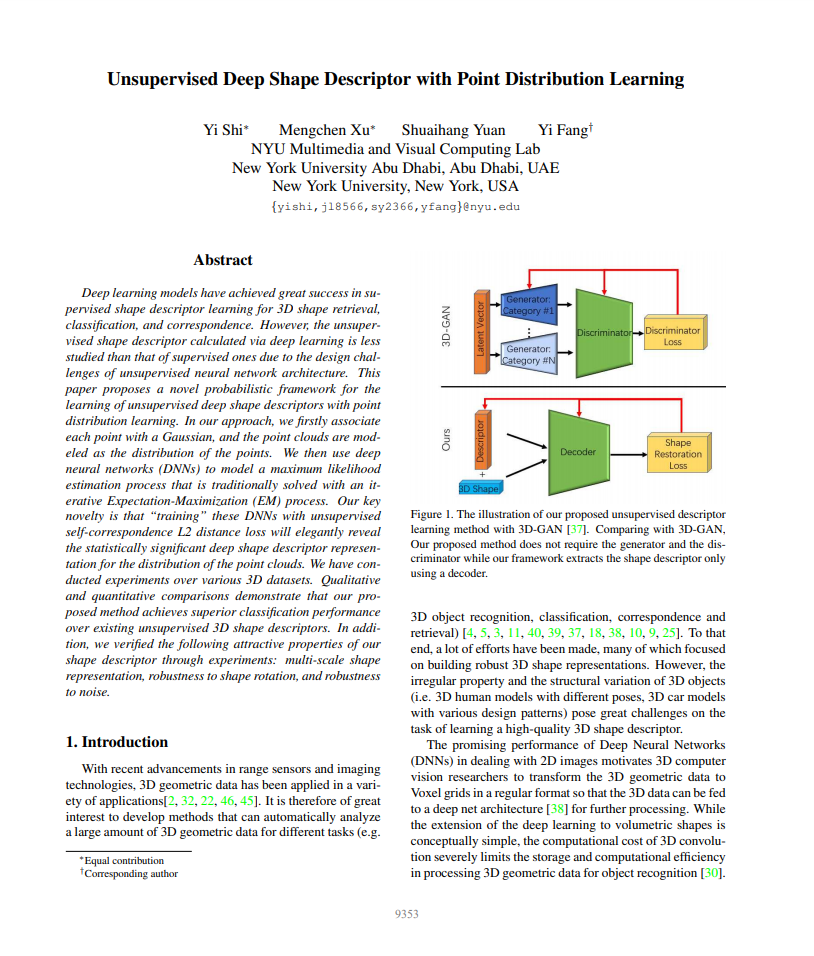 Unsupervised Deep Shape Descriptor with Point Distribution Learning
Yi Shi* Mengchen Xu* Shuaihang Yuan Yi Fang†
NYU Multimedia and Visual Computing Lab
New York University Abu Dhabi, Abu Dhabi, UAE
New York University, New York, USA
{yishi,jl8566,sy2366,yfang}@nyu.edu
Abstract
Deep learning models have achieved great success in su-
pervised shape descriptor learning for 3D shape retrieval,
classification, and correspondence. However, the unsuper-
vised shape descriptor calculated via deep learning is less
studied than that of supervised ones due to the design chal-
lenges of unsupervised neural network architecture. This
paper proposes a novel probabilistic framework for the
learning of unsupervised deep shape descriptors with point
distribution learning. In our approach, we firstly associate
each point with a Gaussian, and the point clouds are mod-
eled as the distribution of the points. We then use deep
neural networks (DNNs) to model a maximum likelihood
estimation process that is traditionally solved with an it-
erative Expectation-Maximization (EM) process. Our key
novelty is that “training” these DNNs with unsupervised
self-correspondence L2 distance loss will elegantly reveal
the statistically significant deep shape descriptor represen-
tation for the distribution of the point clouds. We have con-
ducted experiments over various 3D datasets. Qualitative
and quantitative comparisons demonstrate that our pro-
posed method achieves superior classification performance
over existing unsupervised 3D shape descriptors. In addi-
tion, we verified the following attractive properties of our
shape descriptor through experiments: multi-scale shape
representation, robustness to shape rotation, and robustness
to noise.
1. Introduction
With recent advancements in range sensors and imaging
technologies, 3D geometric data has been applied in a vari-
ety of applications[2, 32, 22, 46, 45]. It is therefore of great
interest to develop methods that can automatically analyze
a large amount of 3D geometric data for different tasks (e.g.
*Equal contribution
†Corresponding author
3D-GAN
Latent Vector
Generator:
Category #1
⋮
Generator:
Category #N
Discriminator
Discriminator
Loss
Ours
Descriptor
+
3D Shape
Decoder
Shape
Restoration
Loss
Figure 1. The illustration of our proposed unsupervised descriptor
learning method with 3D-GAN [37]. Comparing with 3D-GAN,
Our proposed method does not require the generator and the dis-
criminator while our framework extracts the shape descriptor only
using a decoder.
3D object recognition, classification, correspondence and
retrieval) [4, 5, 3, 11, 40, 39, 37, 18, 38, 10, 9, 25]. To that
end, a lot of efforts have been made, many of which focused
on building robust 3D shape representations. However, the
irregular property and the structural variation of 3D objects
(i.e. 3D human models with different poses, 3D car models
with various design patterns) pose great challenges on the
task of learning a high-quality 3D shape descriptor.
The promising performance of Deep Neural Networks
(DNNs) in dealing with 2D images motivates 3D computer
vision researchers to transform the 3D geometric data to
Voxel grids in a regular format so that the 3D data can be fed
to a deep net architecture [38] for further processing. While
the extension of the deep learning to volumetric shapes is
conceptually simple, the computational cost of 3D convolu-
tion severely limits the storage and computational efficiency
in processing 3D geometric data for object recognition [30].
9353